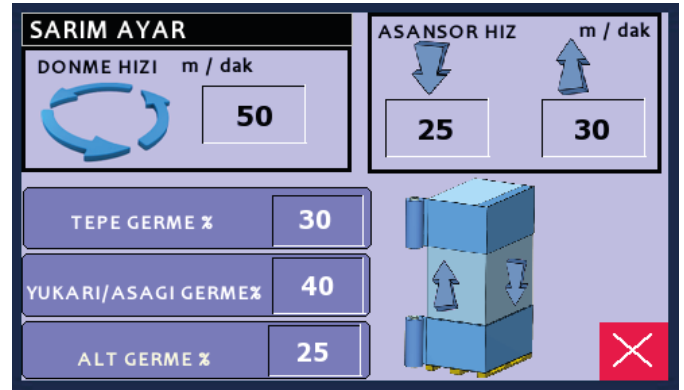 SARIM AYAR
DONME HIZI m / dak
50
ASANSOR HIZ m / dak
25 30
TEPE GERME % 30
YUKARI/ASAGI GERME% 40
ALT GERME % 25